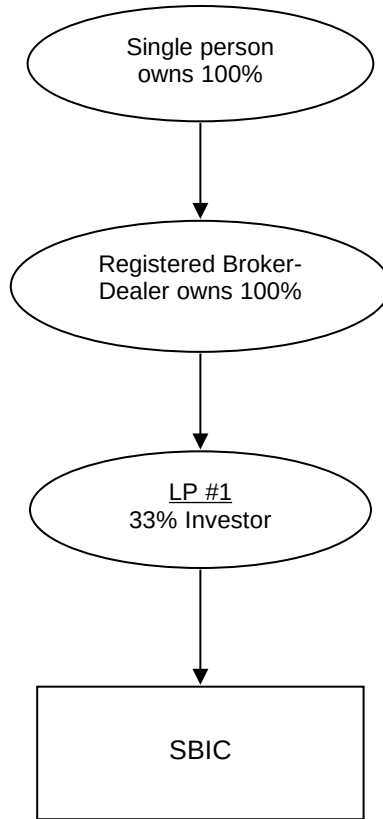 Single person
owns 100%
Registered Broker-
Dealer owns 100%
LP #1
33% Investor
SBIC